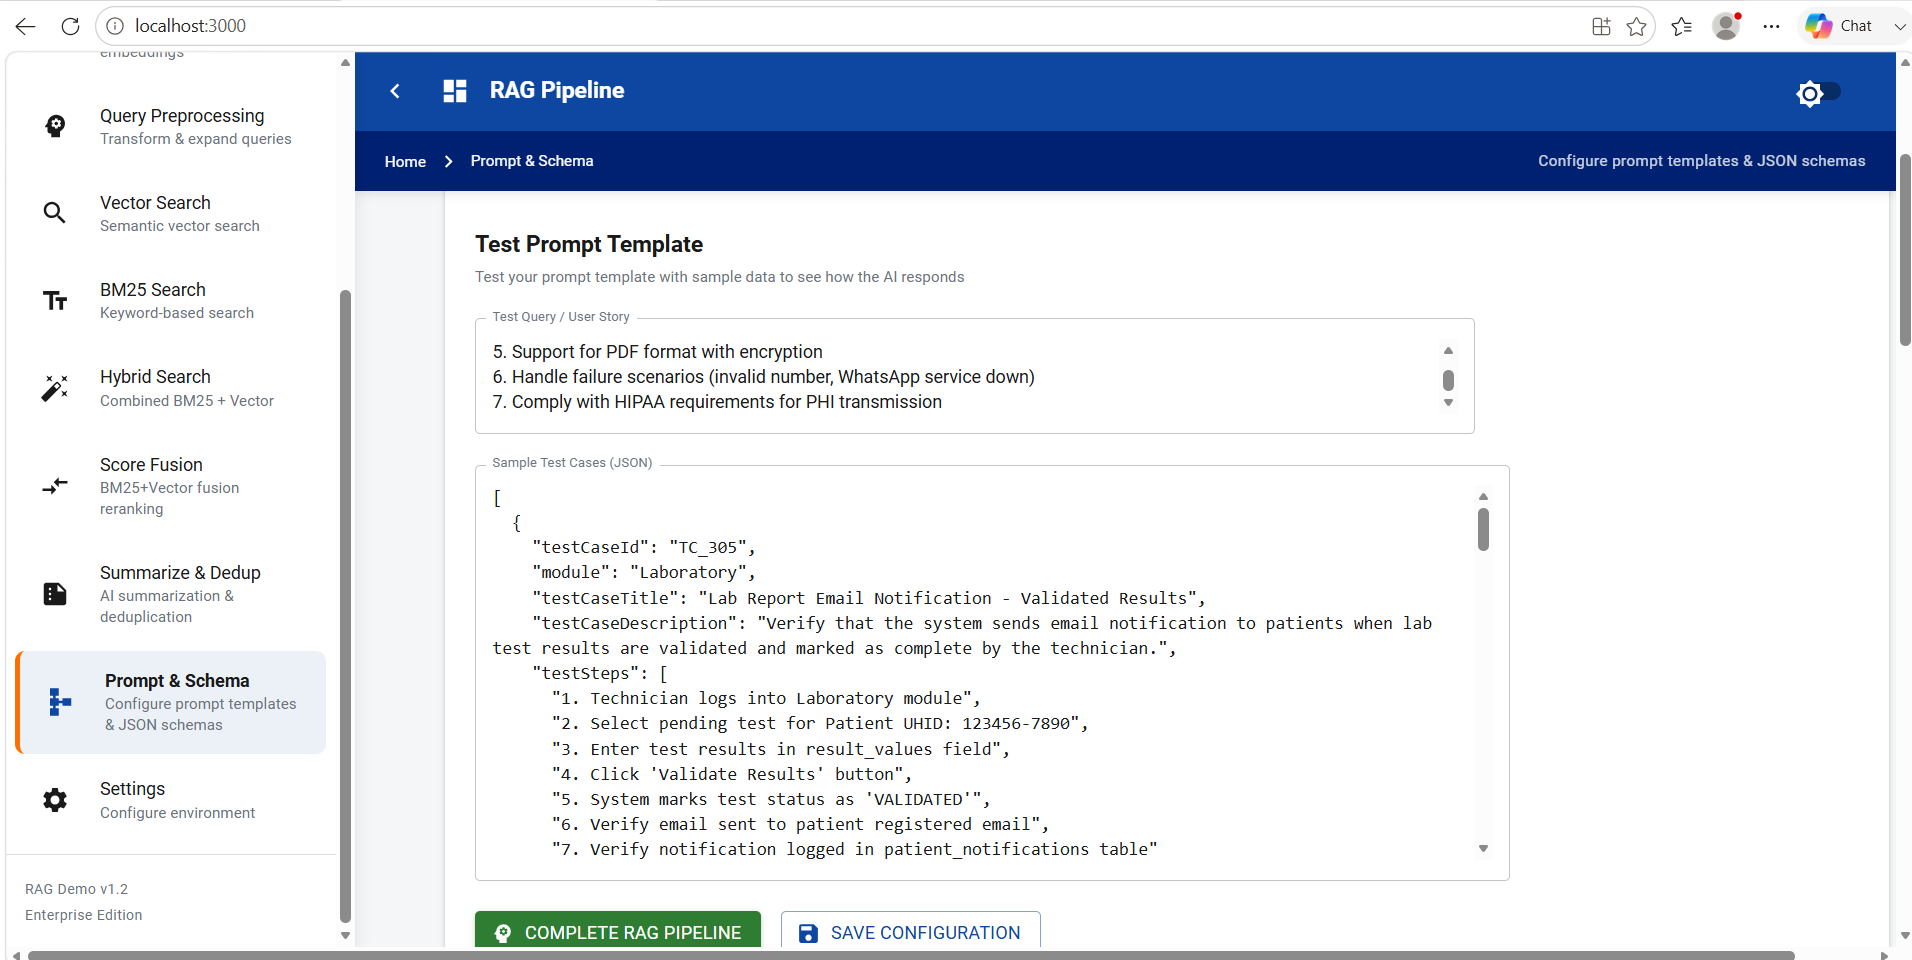 localhost:3000
Chat
embeddings
Query Preprocessing
Transform & expand queries
Vector Search
Semantic vector search
BM25 Search
Keyword-based search
Hybrid Search
Combined BM25 + Vector
Score Fusion
BM25+Vector fusion
reranking
Summarize & Dedup
AI summarization &
deduplication
Prompt & Schema
Configure prompt templates
& JSON schemas
Settings
Configure environment
RAG Demo v1.2
Enterprise Edition
RAG Pipeline
Home
Prompt & Schema
Configure prompt templates & JSON schemas
Test Prompt Template
Test your prompt template with sample data to see how the AI responds
Test Query / User Story
5. Support for PDF format with encryption
6. Handle failure scenarios (invalid number, WhatsApp service down)
7. Comply with HIPAA requirements for PHI transmission
Sample Test Cases (JSON)
[
{
"testCaseId": "TC_305",
"module": "Laboratory",
"testCaseTitle": "Lab Report Email Notification - Validated Results",
"testCaseDescription": "Verify that the system sends email notification to patients when lab
test results are validated and marked as complete by the technician.",
"testSteps": [
"1. Technician logs into Laboratory module",
"2. Select pending test for Patient UHID: 123456-7890",
"3. Enter test results in result_values field",
"4. Click 'Validate Results' button",
"5. System marks test status as 'VALIDATED'",
"6. Verify email sent to patient registered email",
"7. Verify notification logged in patient_notifications table"
COMPLETE RAG PIPELINE
SAVE CONFIGURATION